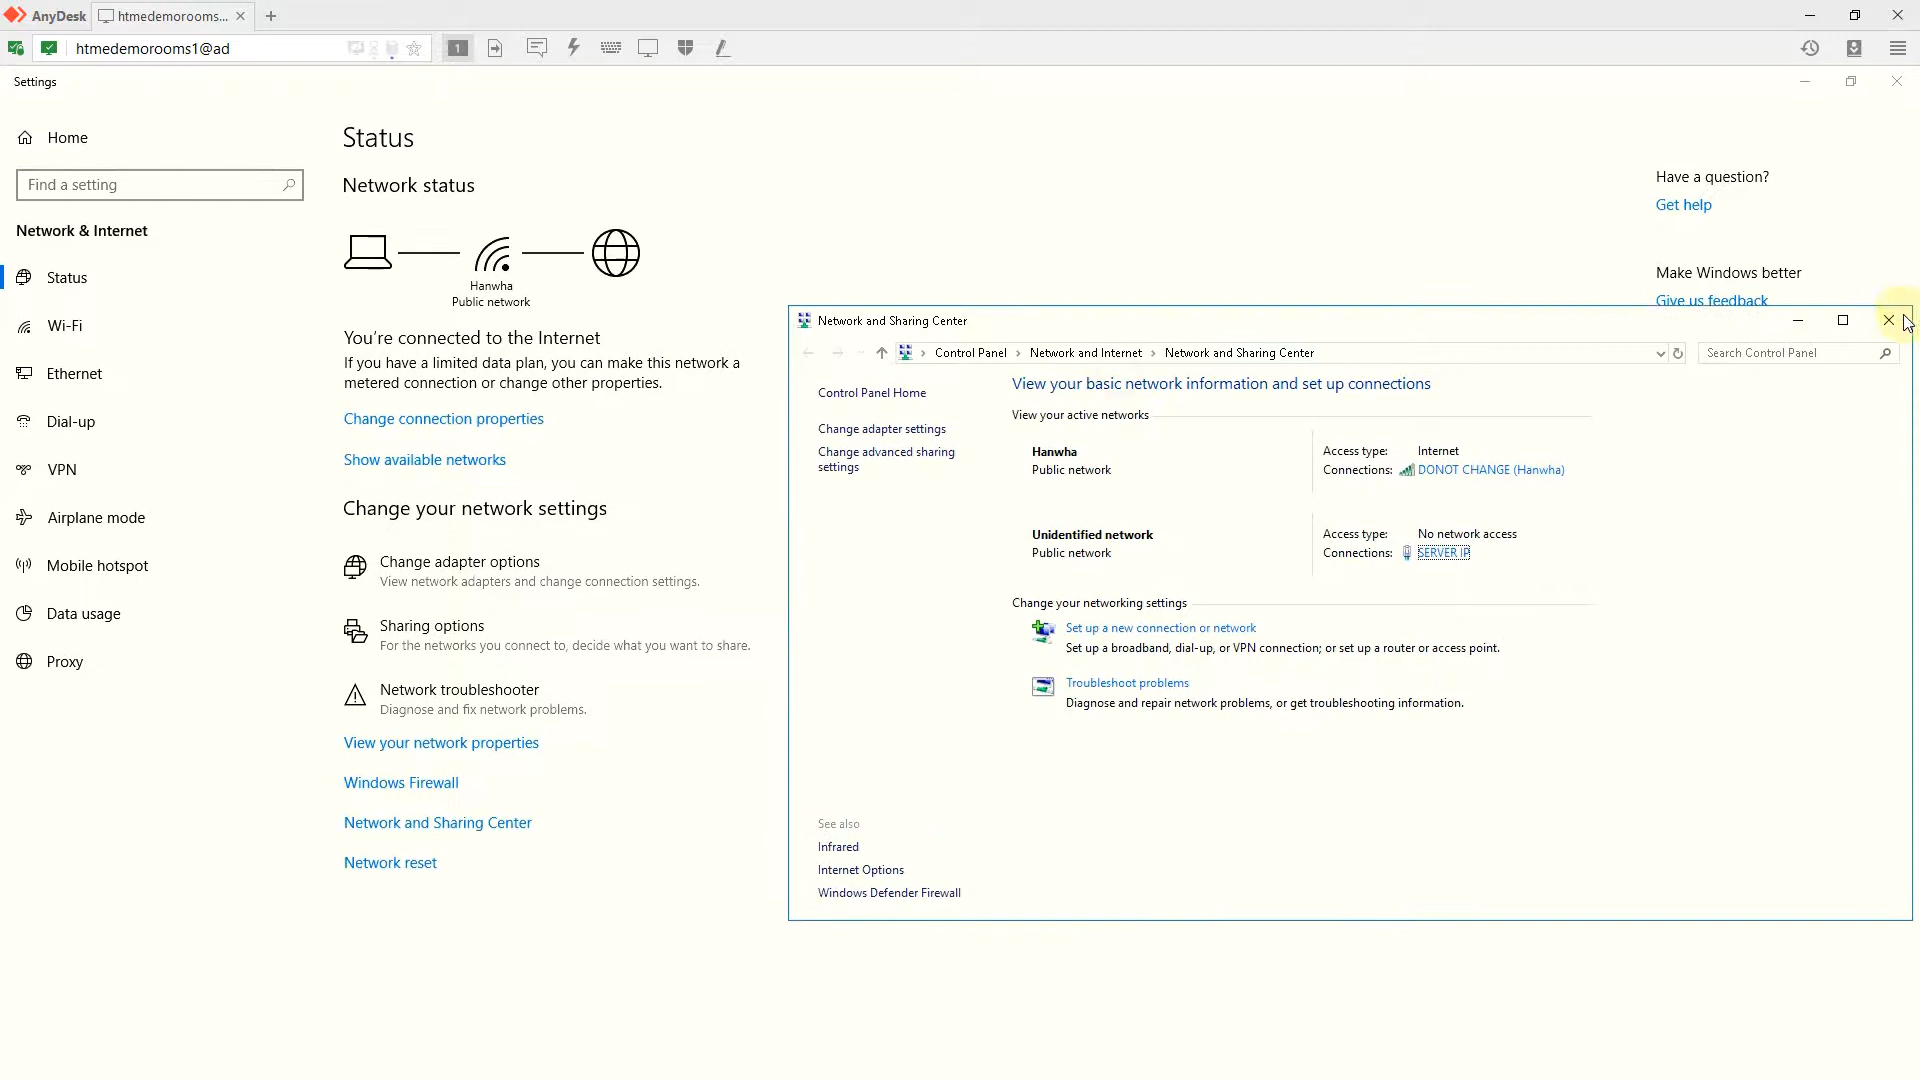 AnyDesk
htmedemorooms...
htmedemorooms1@ad
1
Settings
Home
Find a setting
Network & Internet
Status
Wi-Fi
Ethernet
Dial-up
VPN
Airplane mode
Mobile hotspot
Data usage
Proxy
Status
Network status
Hanwha
Public network
You're connected to the Internet
If you have a limited data plan, you can make this network a
metered connection or change other properties.
Change connection properties
Show available networks
Change your network settings
Change adapter options
View network adapters and change connection settings.
Sharing options
For the networks you connect to, decide what you want to share.
Network troubleshooter
Diagnose and fix network problems.
View your network properties
Windows Firewall
Network and Sharing Center
Network reset
Have a question?
Get help
Make Windows better
Give us feedback
Network and Sharing Center
Control Panel
Network and Internet
Network and Sharing Center
Search Control Panel
Control Panel Home
Change adapter settings
Change advanced sharing
settings
View your basic network information and set up connections
View your active networks
Hanwha
Public network
Access type: Internet
Connections: DONOT CHANGE (Hanwha)
Unidentified network
Public network
Access type: No network access
Connections: SERVER IP
Change your networking settings
Set up a new connection or network
Set up a broadband, dial-up, or VPN connection; or set up a router or access point.
Troubleshoot problems
Diagnose and repair network problems, or get troubleshooting information.
See also
Infrared
Internet Options
Windows Defender Firewall